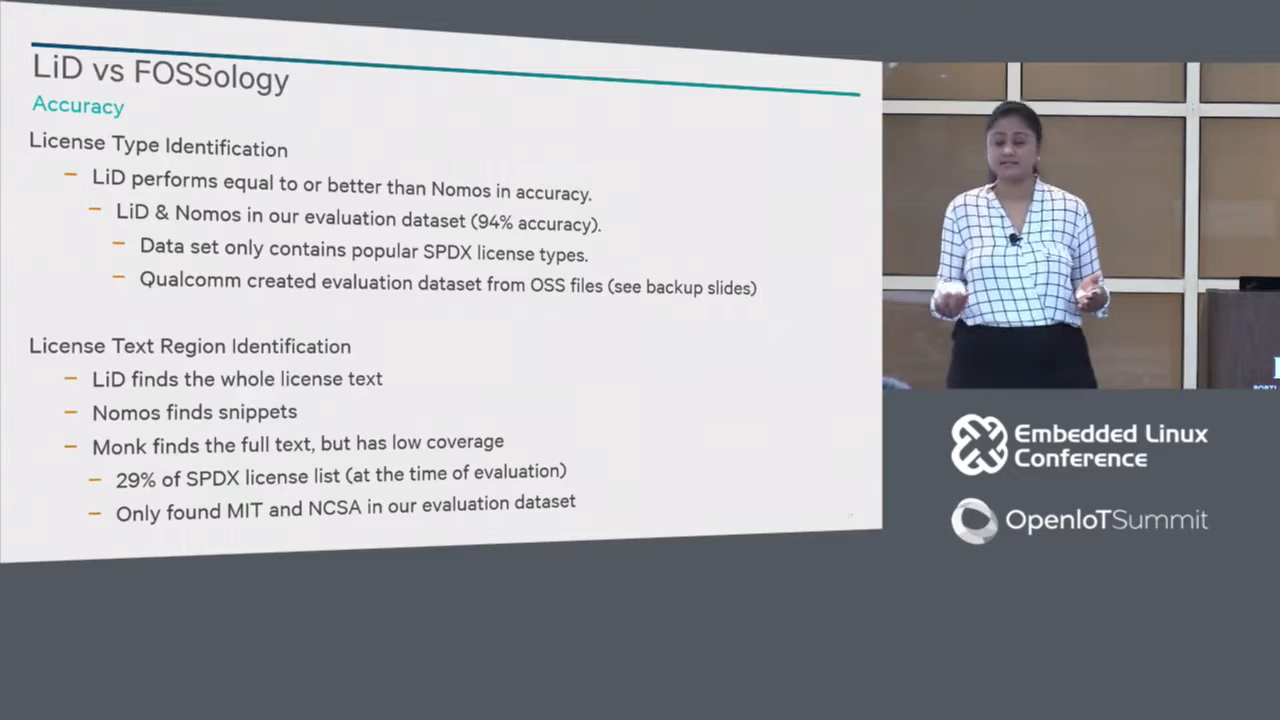 LiD vs FOSSology
Accuracy
License Type Identification
– LiD performs equal to or better than Nomos in accuracy.
– LiD & Nomos in our evaluation dataset (94% accuracy).
– Data set only contains popular SPDX license types.
– Qualcomm created evaluation dataset from OSS files (see backup slides)
License Text Region Identification
– LiD finds the whole license text
– Nomos finds snippets
– Monk finds the full text, but has low coverage
– 29% of SPDX license list (at the time of evaluation)
– Only found MIT and NCSA in our evaluation dataset
Embedded Linux
Conference
OpenIoTSummit